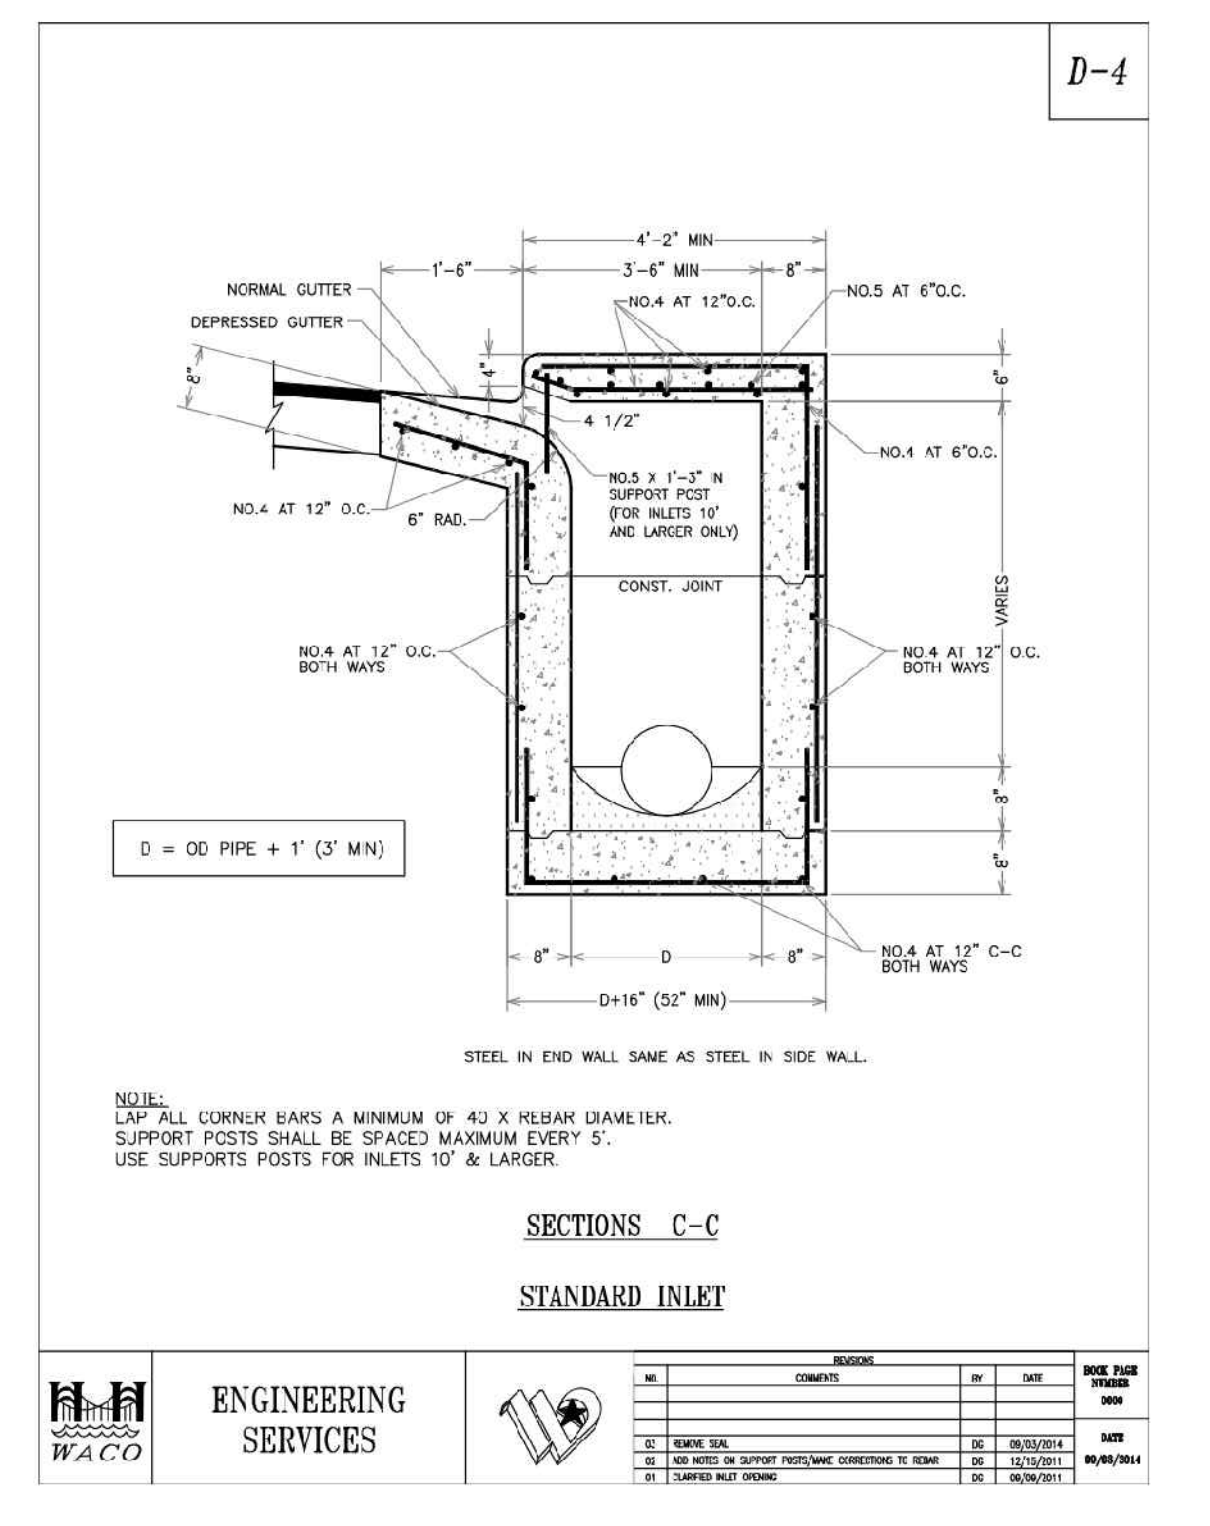 D-4
4'-2" MIN
1'-6"
3'-6" MIN
8"
NORMAL GUTTER
NO.4 AT 12"O.C.
NO.5 AT 6"O.C.
DEPRESSED GUTTER
8"
4"
6"
4 1/2"
NO.4 AT 6"O.C.
NO.5 X 1'-3" IN
SUPPORT POST
(FOR INLETS 10'
AND LARGER ONLY)
NO.4 AT 12" O.C.
6" RAD.
CONST. JOINT
VARIES
NO.4 AT 12" O.C.
BOTH WAYS
NO.4 AT 12" O.C.
BOTH WAYS
8"
D = OD PIPE + 1' (3' MIN)
8"
NO.4 AT 12" C-C
BOTH WAYS
8"
D
8"
D+16" (52" MIN)
STEEL IN END WALL SAME AS STEEL IN SIDE WALL.
NOTE:
LAP ALL CORNER BARS A MINIMUM OF 40 X REBAR DIAMETER.
SUPPORT POSTS SHALL BE SPACED MAXIMUM EVERY 5'.
USE SUPPORTS POSTS FOR INLETS 10' & LARGER.
SECTIONS C-C
STANDARD INLET
WACO
ENGINEERING
SERVICES
REVISIONS
NO. COMMENTS BY DATE
03 REMOVE SEAL DG 09/03/2014
02 ADD NOTES ON SUPPORT POSTS/MAKE CORRECTIONS TO REBAR DG 12/15/2011
01 CLARFIED INLET OPENING DG 09/09/2011
BOOK PAGE
NUMBER
DATE